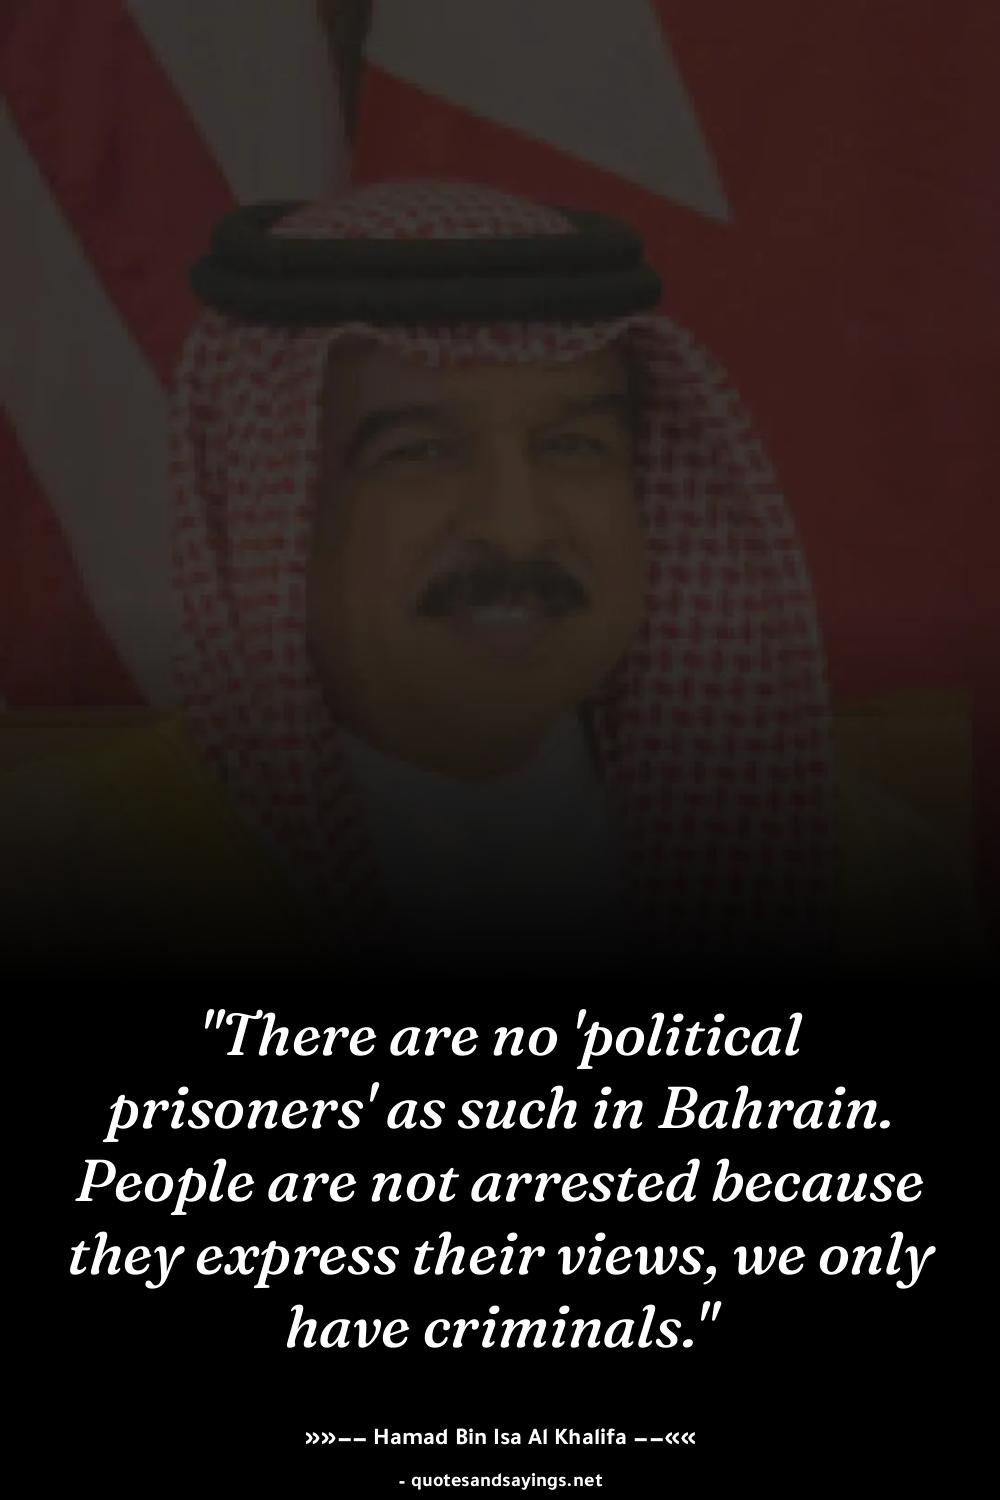 "There are no 'political
prisoners' as such in Bahrain.
People are not arrested because
they express their views, we only
have criminals."
»»−− Hamad Bin Isa Al Khalifa −−««
- quotesandsayings.net